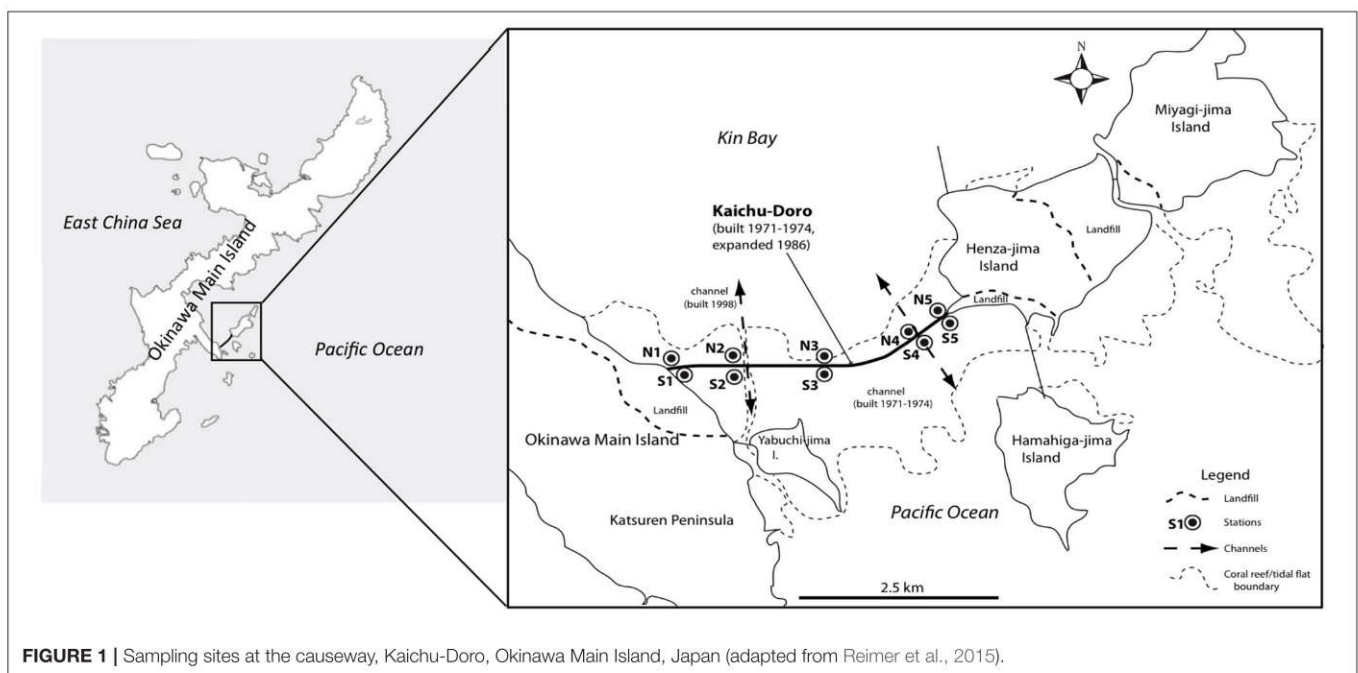 East China Sea
Okinawa Main Island
Pacific Ocean
N
Miyagi-jima
Island
Kin Bay
Kaichu-Doro
(built 1971-1974,
expanded 1986)
Henza-jima
Island
Landfill
channel
(built 1998)
Landfill
N1
N2
N3
N4
N5
S1
S2
S3
S4
S5
channel
(built 1971-1974)
Landfill
Okinawa Main Island
Yabuchi-jima
I.
Hamahiga-jima
Island
Katsuren Peninsula
Pacific Ocean
Legend
Landfill
S1 Stations
Channels
Coral reef/tidal flat
boundary
2.5 km
FIGURE 1 | Sampling sites at the causeway, Kaichu-Doro, Okinawa Main Island, Japan (adapted from Reimer et al., 2015).